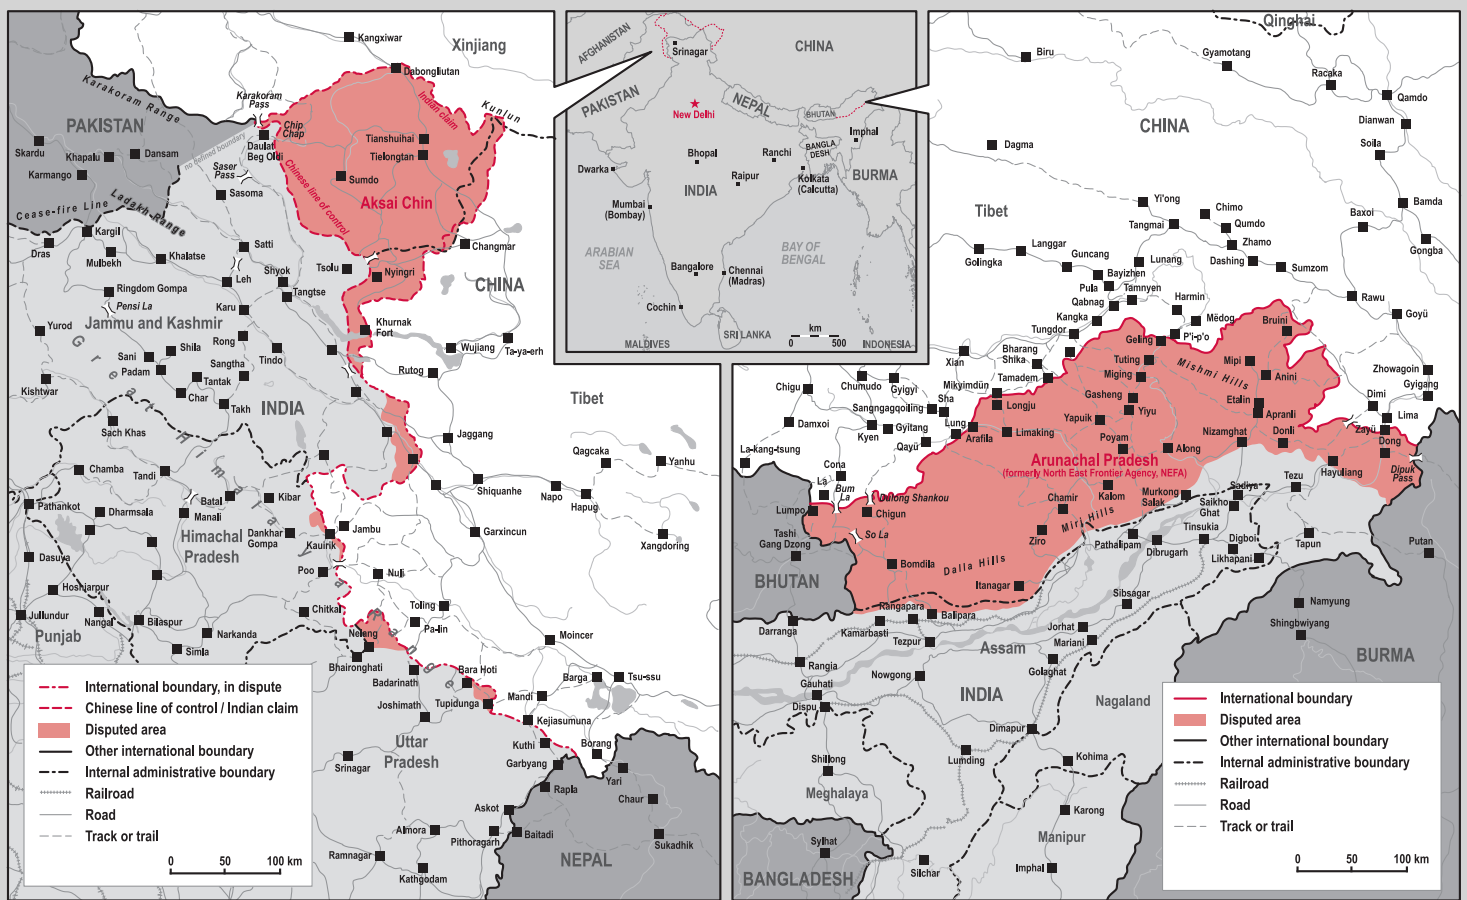 Kangxiwar
Xinjiang
Dabongliutan
Karakoram Range
Karakoram
Pass
Indian claim
Kunlun
PAKISTAN
Chip
Chap
Tianshuihai
Skardu
Khapalu
Dansam
Daulat
Beg Oldi
no defined boundary
Tielongtan
Karmango
Saser
Pass
Sumdo
Chinese line of control
Sasoma
Aksai Chin
Cease-fire Line
Ladakh Range
Kargil
Dras
Mulbekh
Khalatse
Satti
Changmar
Shyok
Tsolu
Nyingri
Leh
Tangtse
CHINA
Ringdom Gompa
Pensi La
Karu
Jammu and Kashmir
Khurnak
Fort
Yurod
Rong
Wujiang
Ta-ya-erh
Sani
Shila
Padam
Sangtha
Tindo
Rutog
Tantak
Kishtwar
Char
Takh
INDIA
Tibet
Great Himalaya Range
Sach Khas
Jaggang
Chamba
Tandi
Qagcaka
Yanhu
Batal
Kibar
Shiquanhe
Napo
Hapug
Pathankot
Dharmsala
Manali
Himachal
Pradesh
Dankhar
Gompa
Jambu
Kauirik
Garxincun
Xangdoring
Dasuya
Poo
Nuli
Hoshiarpur
Chitkal
Toling
Jullundur
Nangal
Bilaspur
Pa-lin
Punjab
Narkanda
Nelang
Moincer
Simla
Bhaironghati
Bara Hoti
Badarinath
Barga
Tsu-ssu
Mandi
Joshimath
Tupidunga
Kejiasumuna
Uttar
Pradesh
Kuthi
Borang
Srinagar
Garbyang
Yari
Rapla
Chaur
Askot
Almora
Pithoragarh
Baitadi
Sukadhik
Ramnagar
NEPAL
Kathgodam
International boundary, in dispute
Chinese line of control / Indian claim
Disputed area
Other international boundary
Internal administrative boundary
Railroad
Road
Track or trail
0 50 100 km
AFGHANISTAN
Srinagar
CHINA
PAKISTAN
New Delhi
NEPAL
BHUTAN
Imphal
Bhopal
Ranchi
BANGLA
DESH
Dwarka
INDIA
Raipur
Kolkata
(Calcutta)
BURMA
Mumbai
(Bombay)
ARABIAN
SEA
BAY OF
BENGAL
Bangalore
Chennai
(Madras)
Cochin
SRI LANKA
km
MALDIVES
0 500
INDONESIA
Qinghai
Biru
Gyamotang
Racaka
Qamdo
CHINA
Dianwan
Dagma
Soila
Yi'ong
Chimo
Bamda
Tibet
Tangmai
Qumdo
Baxoi
Langgar
Zhamo
Gongba
Golingka
Guncang
Lunang
Dashing
Sumzom
Bayizhen
Pula
Tamnyen
Harmin
Rawu
Qabnag
Kangka
Mëdog
Goyü
Tungdor
P'i-p'o
Bruini
Geling
Bharang
Shika
Xian
Tuting
Mishmi Hills
Mipi
Zhowagoin
Chigu
Chumudo
Gyigyi
Mikyimdün
Tamadem
Miging
Anini
Gyigang
Sha
Gasheng
Etalin
Dimi
Sangngagqoiling
Longju
Yiyu
Apranli
Lima
Damxoi
Lung
Yapuik
Zayü
Kyen
Gyitang
Arafila
Limaking
Nizamghat
Donli
La-kang-tsung
Qayü
Poyam
Along
Dong
Cona
Arunachal Pradesh
(formerly North East Frontier Agency, NEFA)
Hayuliang
Dipuk
Pass
La
Bum
La
Dulong Shankou
Kalom
Murkong
Salak
Sadiya
Tezu
Lumpo
Chigun
Chamir
Saikho
Ghat
Miri Hills
Tashi
Gang Dzong
So La
Ziro
Pathalipam
Tinsukia
Dibrugarh
Digboi
Tapun
Putan
BHUTAN
Bomdila
Dalla Hills
Likhapani
Itanagar
Sibsagar
Namyung
Rangapara
Balipara
Shingbwiyang
Darranga
Kamarbasti
Tezpur
Jorhat
Mariani
Assam
BURMA
Rangia
Nowgong
Golaghat
Gauhati
INDIA
Nagaland
Dispu
Dimapur
Shillong
Lumding
Kohima
Meghalaya
Karong
Sylhat
Manipur
BANGLADESH
Silchar
Imphal
International boundary
Disputed area
Other international boundary
Internal administrative boundary
Railroad
Road
Track or trail
0 50 100 km